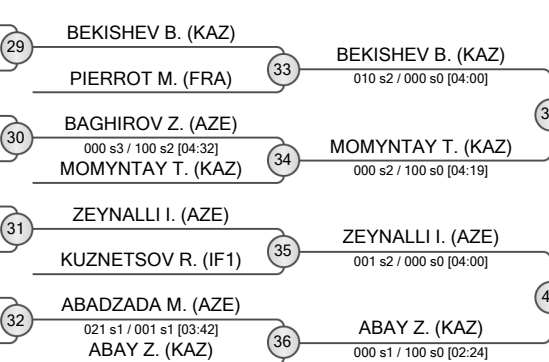 29
BEKISHEV B. (KAZ)
PIERROT M. (FRA)
33
BEKISHEV B. (KAZ)
010 s2 / 000 s0 [04:00]
30
BAGHIROV Z. (AZE)
000 s3 / 100 s2 [04:32]
MOMYNTAY T. (KAZ)
34
MOMYNTAY T. (KAZ)
000 s2 / 100 s0 [04:19]
31
ZEYNALLI I. (AZE)
KUZNETSOV R. (IF1)
35
ZEYNALLI I. (AZE)
001 s2 / 000 s0 [04:00]
32
ABADZADA M. (AZE)
021 s1 / 001 s1 [03:42]
ABAY Z. (KAZ)
36
ABAY Z. (KAZ)
000 s1 / 100 s0 [02:24]